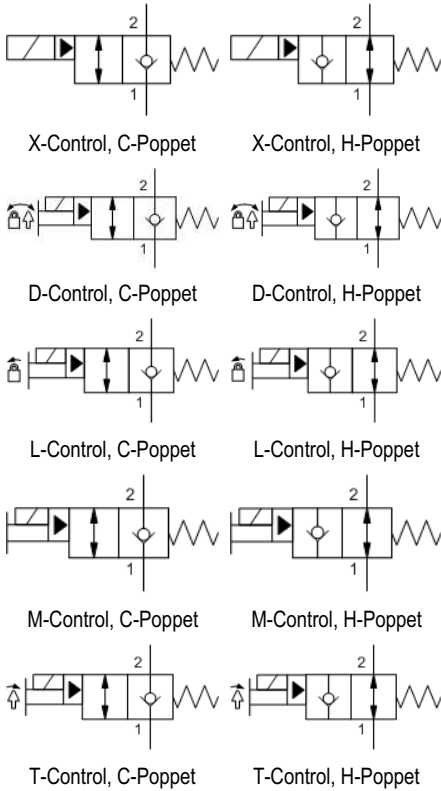 2 2
1 1
X-Control, C-Poppet X-Control, H-Poppet
2 2
1 1
D-Control, C-Poppet D-Control, H-Poppet
2 2
1 1
L-Control, C-Poppet L-Control, H-Poppet
2 2
1 1
M-Control, C-Poppet M-Control, H-Poppet
2 2
1 1
T-Control, C-Poppet T-Control, H-Poppet